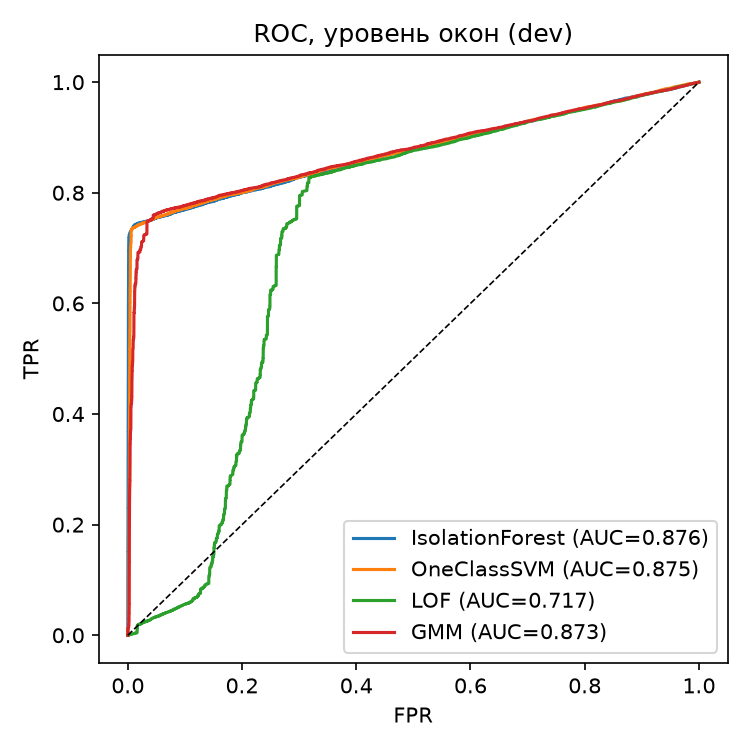 ROC, уровень окон (dev)
1.0
0.8
0.6
0.4
0.2
0.0
TPR
0.0 0.2 0.4 0.6 0.8 1.0
FPR
IsolationForest (AUC=0.876)
OneClassSVM (AUC=0.875)
LOF (AUC=0.717)
GMM (AUC=0.873)